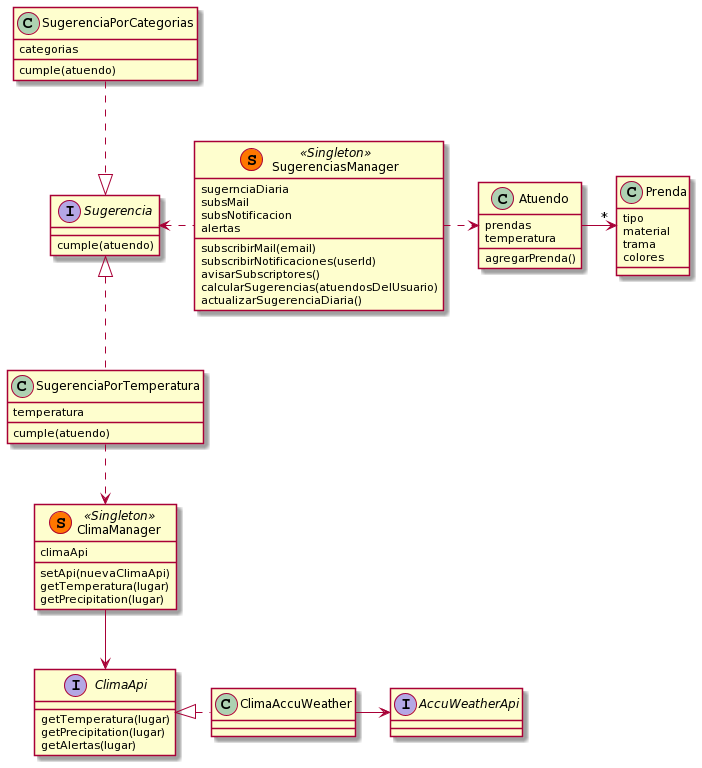 C SugerenciaPorCategorias
categorias
cumple(atuendo)
I Sugerencia
cumple(atuendo)
S «Singleton»
SugerenciasManager
sugernciaDiaria
subsMail
subsNotificacion
alertas
subscribirMail(email)
subscribirNotificaciones(userId)
avisarSubscriptores()
calcularSugerencias(atuendosDelUsuario)
actualizarSugerenciaDiaria()
C Atuendo
prendas
temperatura
agregarPrenda()
*
C Prenda
tipo
material
trama
colores
C SugerenciaPorTemperatura
temperatura
cumple(atuendo)
S «Singleton»
ClimaManager
climaApi
setApi(nuevaClimaApi)
getTemperatura(lugar)
getPrecipitation(lugar)
I ClimaApi
getTemperatura(lugar)
getPrecipitation(lugar)
getAlertas(lugar)
C ClimaAccuWeather
I AccuWeatherApi